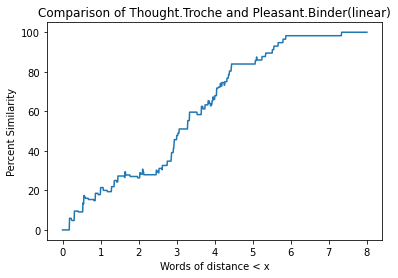 Comparison of Thought.Troche and Pleasant.Binder(linear)
Percent Similarity
100
80
60
40
20
0
0 1 2 3 4 5 6 7 8
Words of distance < x